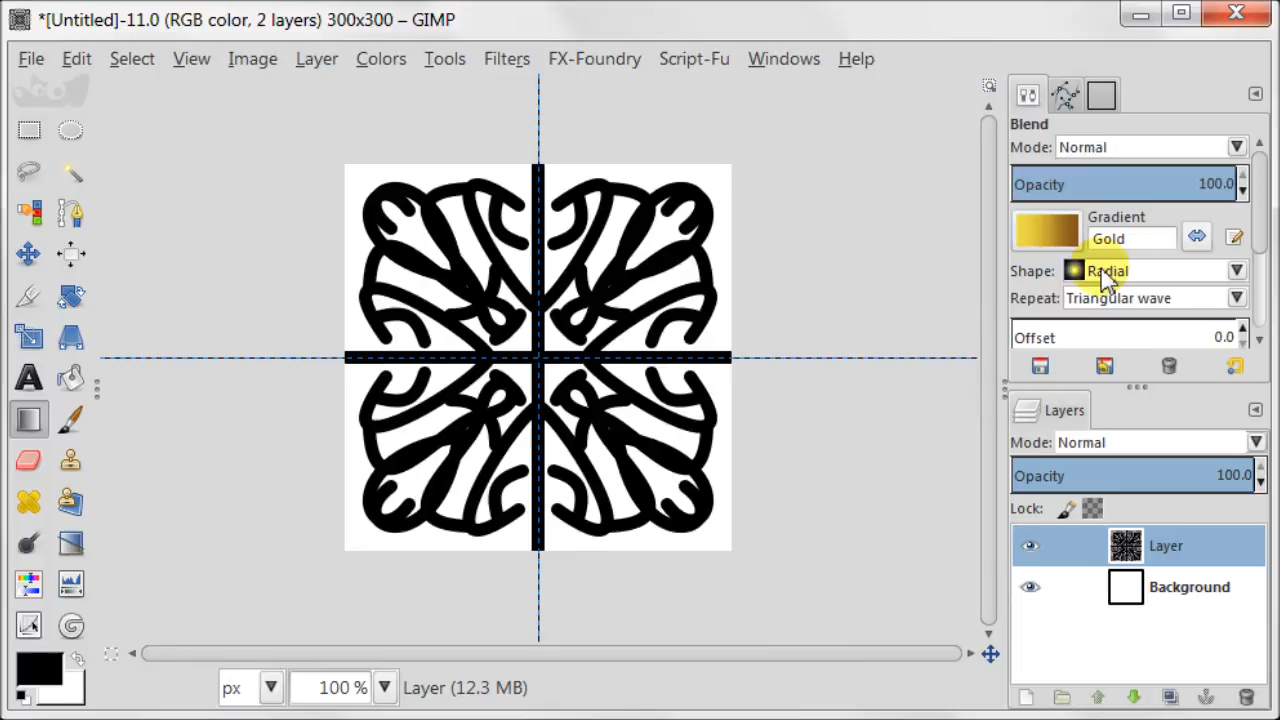 *[Untitled]-11.0 (RGB color, 2 layers) 300x300 – GIMP
File Edit Select View Image Layer Colors Tools Filters FX-Foundry Script-Fu Windows Help
Blend
Mode: Normal
Opacity 100.0
Gradient
Gold
Shape: Radial
Repeat: Triangular wave
Offset 0.0
Layers
Mode: Normal
Opacity 100.0
Lock:
Layer
Background
px 100 % Layer (12.3 MB)